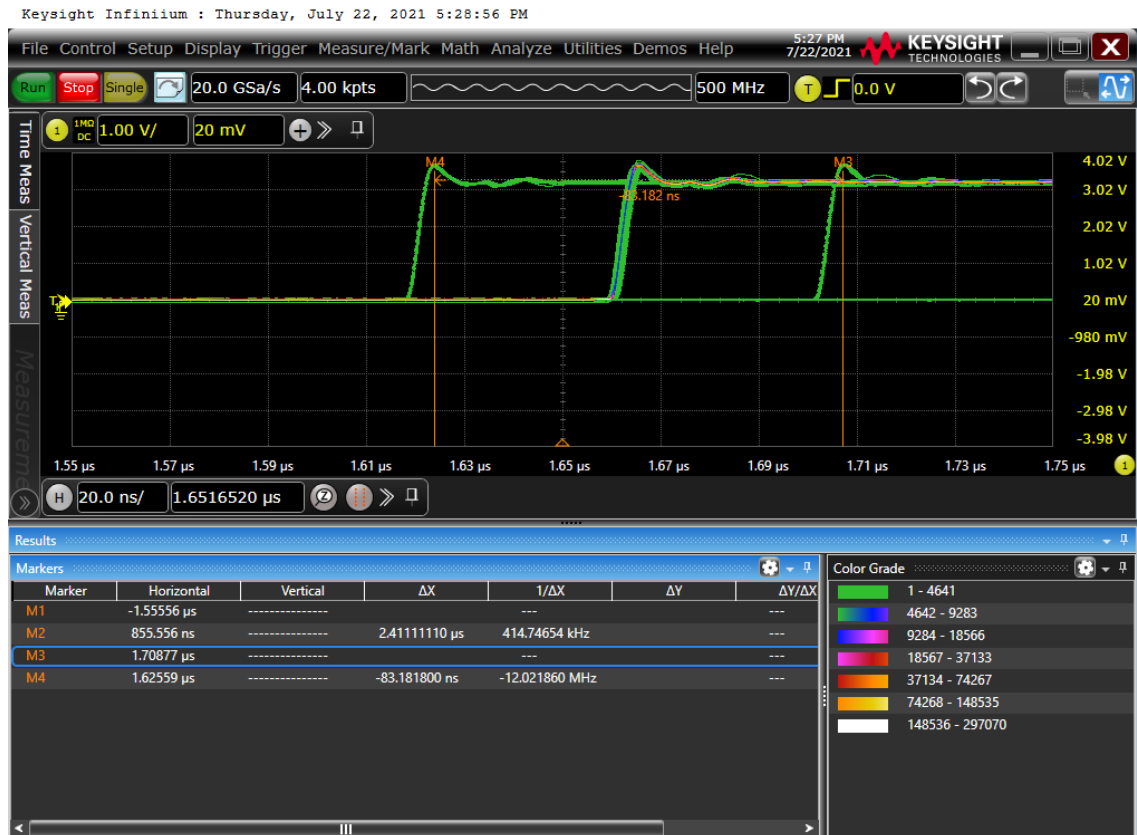 Keysight Infiniium : Thursday, July 22, 2021 5:28:56 PM
File Control Setup Display Trigger Measure/Mark Math Analyze Utilities Demos Help
5:27 PM
7/22/2021
KEYSIGHT
TECHNOLOGIES
Run Stop Single 20.0 GSa/s 4.00 kpts 500 MHz T 0.0 V
1 1MΩ DC 1.00 V/ 20 mV
Time Meas
Vertical Meas
Measureme
M4 M3
-83.182 ns
4.02 V
3.02 V
2.02 V
1.02 V
20 mV
-980 mV
-1.98 V
-2.98 V
-3.98 V
1.55 µs 1.57 µs 1.59 µs 1.61 µs 1.63 µs 1.65 µs 1.67 µs 1.69 µs 1.71 µs 1.73 µs 1.75 µs 1
H 20.0 ns/ 1.6516520 µs Z
Results
Markers
Marker Horizontal Vertical ΔX 1/ΔX ΔY ΔY/ΔX
M1 -1.55556 µs --------------- --- ---
M2 855.556 ns --------------- 2.41111110 µs 414.74654 kHz ---
M3 1.70877 µs --------------- --- ---
M4 1.62559 µs --------------- -83.181800 ns -12.021860 MHz ---
Color Grade
1 - 4641
4642 - 9283
9284 - 18566
18567 - 37133
37134 - 74267
74268 - 148535
148536 - 297070